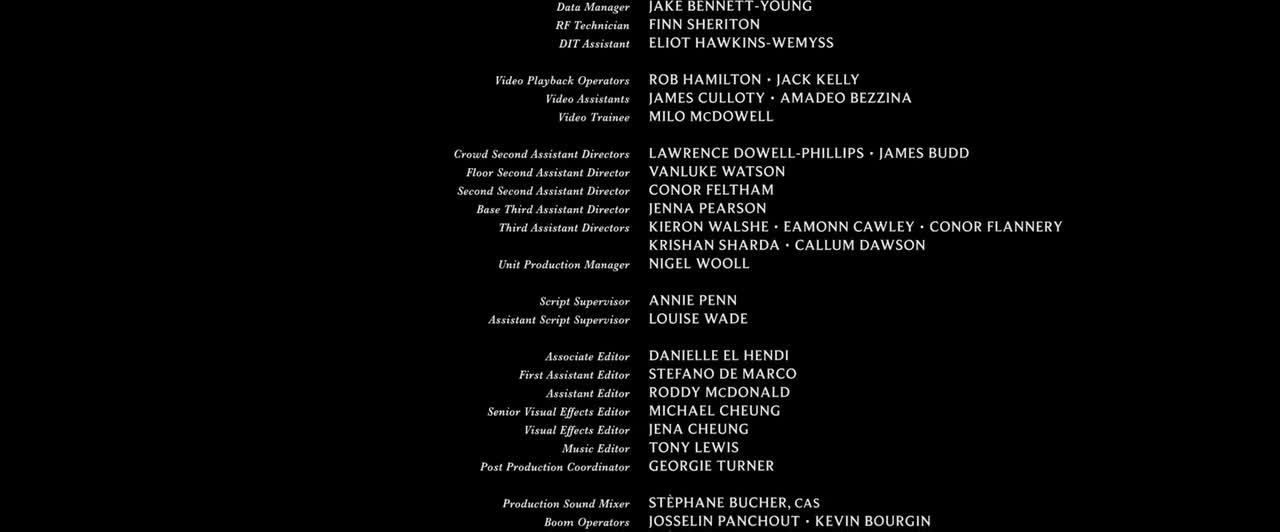 Data Manager JAKE BENNETT-YOUNG
RF Technician FINN SHERITON
DIT Assistant ELIOT HAWKINS-WEMYSS
Video Playback Operators ROB HAMILTON • JACK KELLY
Video Assistants JAMES CULLOTY • AMADEO BEZZINA
Video Trainee MILO McDOWELL
Crowd Second Assistant Directors LAWRENCE DOWELL-PHILLIPS • JAMES BUDD
Floor Second Assistant Director VANLUKE WATSON
Second Second Assistant Director CONOR FELTHAM
Base Third Assistant Director JENNA PEARSON
Third Assistant Directors KIERON WALSHE • EAMONN CAWLEY • CONOR FLANNERY
KRISHAN SHARDA • CALLUM DAWSON
Unit Production Manager NIGEL WOOLL
Script Supervisor ANNIE PENN
Assistant Script Supervisor LOUISE WADE
Associate Editor DANIELLE EL HENDI
First Assistant Editor STEFANO DE MARCO
Assistant Editor RODDY McDONALD
Senior Visual Effects Editor MICHAEL CHEUNG
Visual Effects Editor JENA CHEUNG
Music Editor TONY LEWIS
Post Production Coordinator GEORGIE TURNER
Production Sound Mixer STÈPHANE BUCHER, CAS
Boom Operators JOSSELIN PANCHOUT • KEVIN BOURGIN